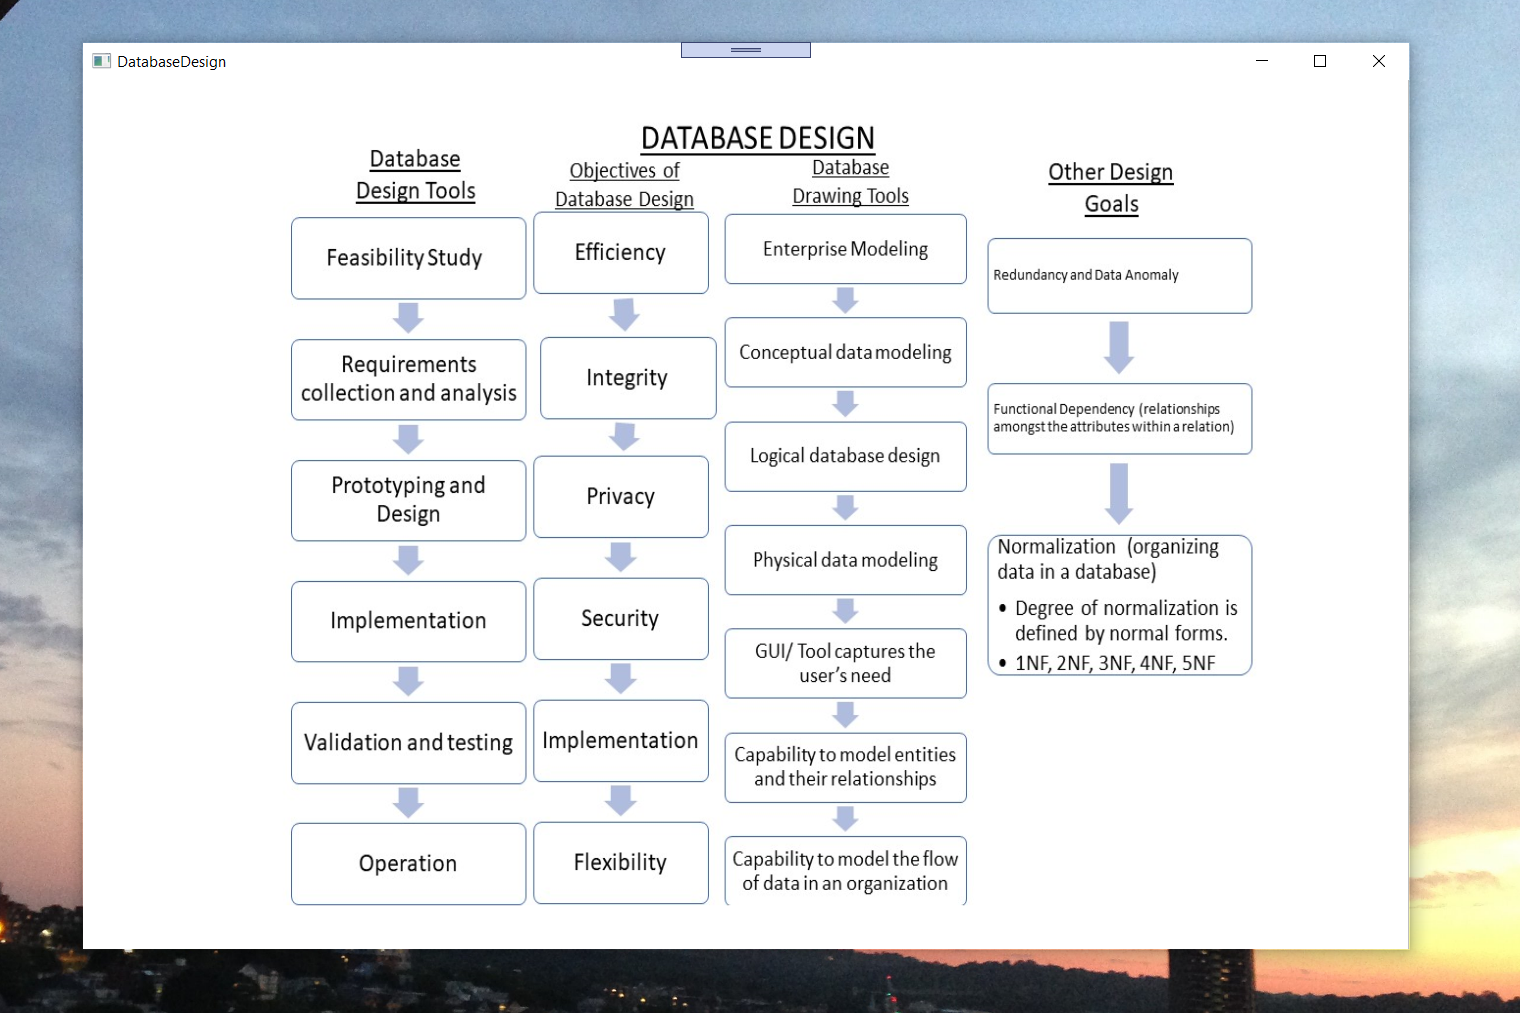 DatabaseDesign
DATABASE DESIGN
Database
Design Tools
Feasibility Study
Requirements
collection and analysis
Prototyping and
Design
Implementation
Validation and testing
Operation
Objectives of
Database Design
Efficiency
Integrity
Privacy
Security
Implementation
Flexibility
Database
Drawing Tools
Enterprise Modeling
Conceptual data modeling
Logical database design
Physical data modeling
GUI/ Tool captures the
user's need
Capability to model entities
and their relationships
Capability to model the flow
of data in an organization
Other Design
Goals
Redundancy and Data Anomaly
Functional Dependency (relationships
amongst the attributes within a relation)
Normalization (organizing
data in a database)
• Degree of normalization is
defined by normal forms.
• 1NF, 2NF, 3NF, 4NF, 5NF